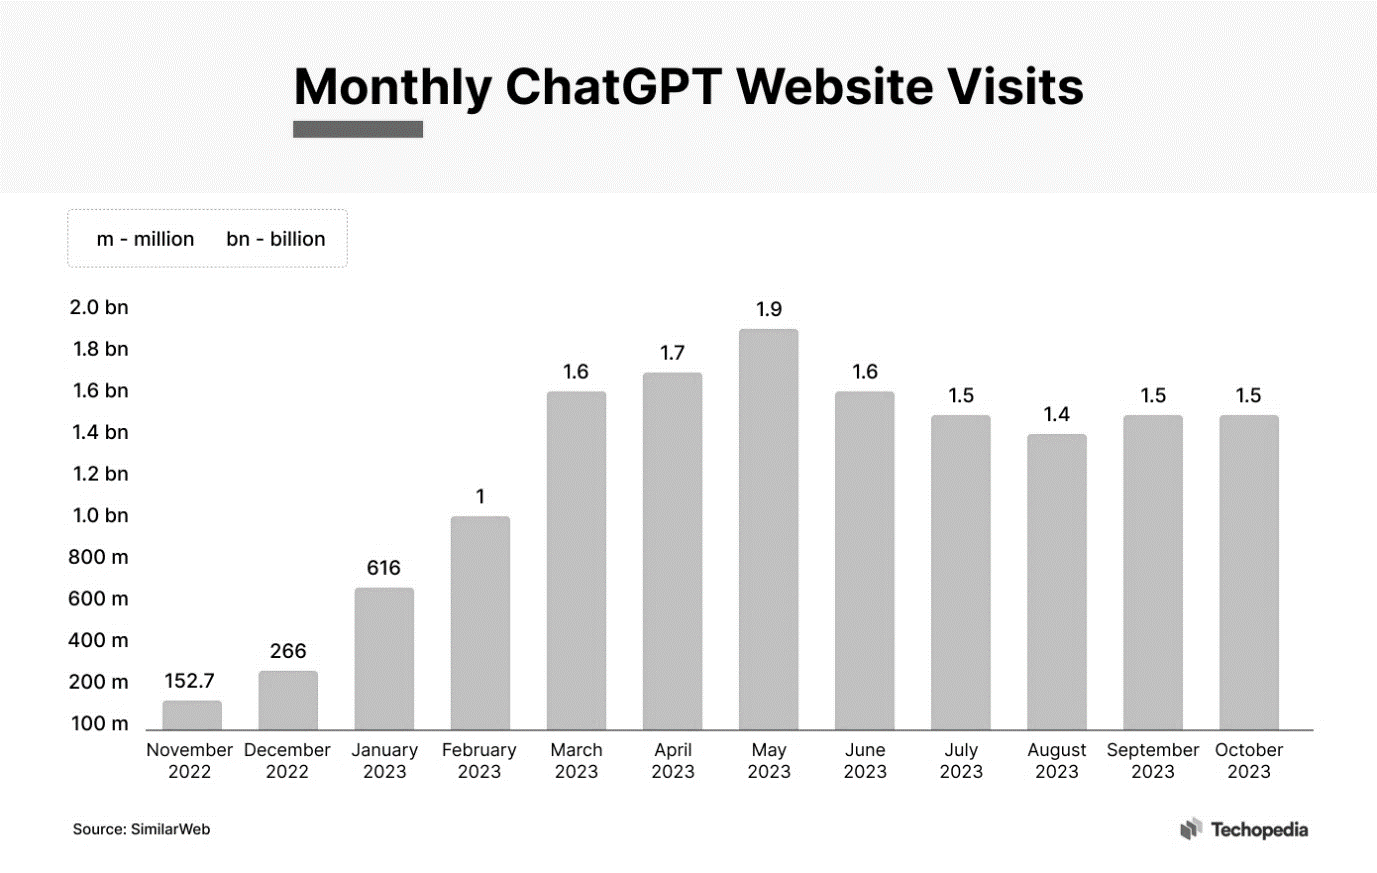 Monthly ChatGPT Website Visits
m - million bn - billion
2.0 bn
1.8 bn
1.6 bn
1.4 bn
1.2 bn
1.0 bn
800 m
600 m
400 m
200 m
100 m
152.7
266
616
1
1.6
1.7
1.9
1.6
1.5
1.4
1.5
1.5
November 2022
December 2022
January 2023
February 2023
March 2023
April 2023
May 2023
June 2023
July 2023
August 2023
September 2023
October 2023
Source: SimilarWeb
Techopedia